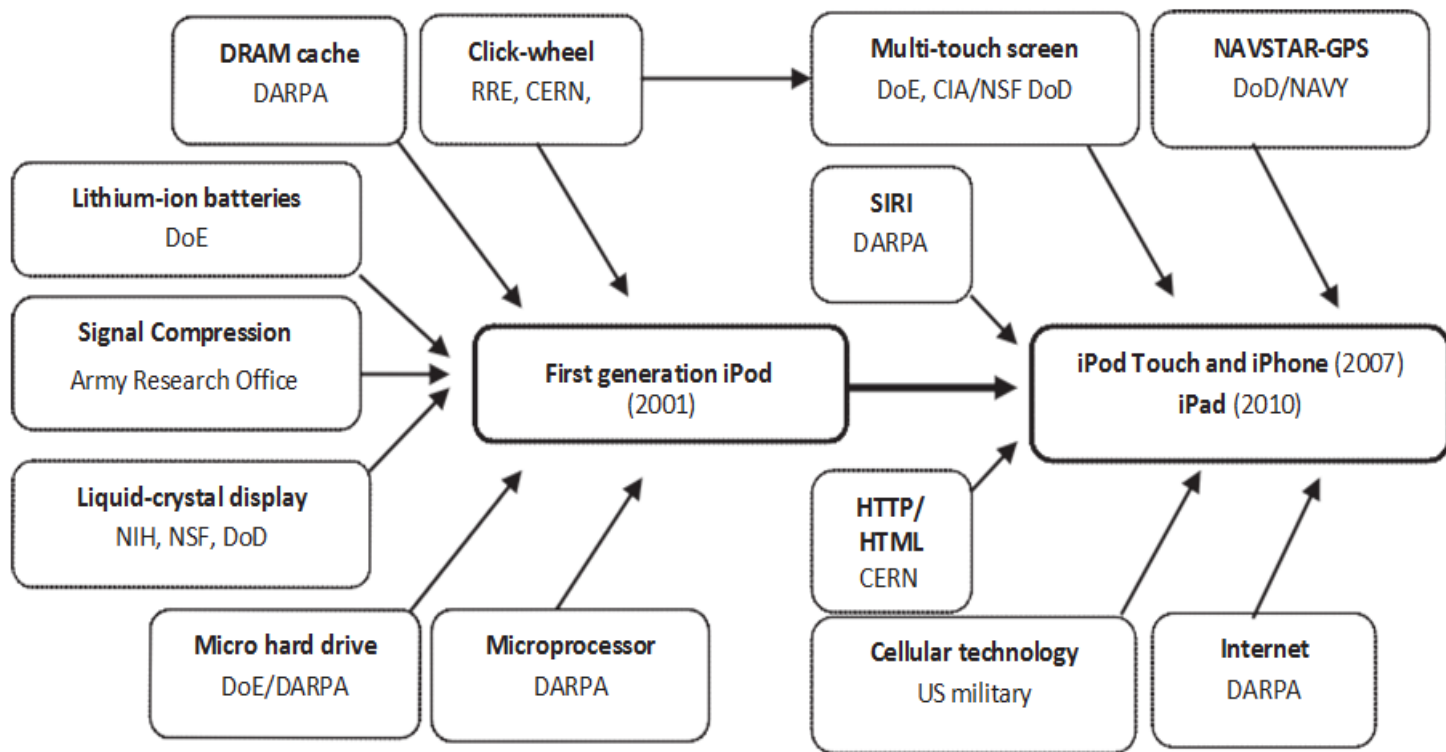 DRAM cache
DARPA
Click-wheel
RRE, CERN,
Multi-touch screen
DoE, CIA/NSF DoD
NAVSTAR-GPS
DoD/NAVY
Lithium-ion batteries
DoE
SIRI
DARPA
Signal Compression
Army Research Office
First generation iPod
(2001)
iPod Touch and iPhone (2007)
iPad (2010)
Liquid-crystal display
NIH, NSF, DoD
HTTP/
HTML
CERN
Micro hard drive
DoE/DARPA
Microprocessor
DARPA
Cellular technology
US military
Internet
DARPA